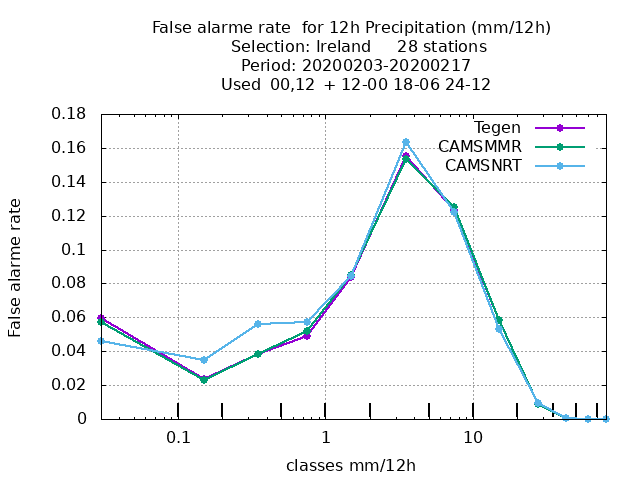 False alarme rate  for 12h Precipitation (mm/12h)
Selection: Ireland     28 stations
Period: 20200203-20200217
Used  00,12  + 12-00 18-06 24-12
Tegen
CAMSMMR
CAMSNRT
0.18
0.16
0.14
0.12
0.1
0.08
0.06
0.04
0.02
0
False alarme rate
0.1
1
10
classes mm/12h